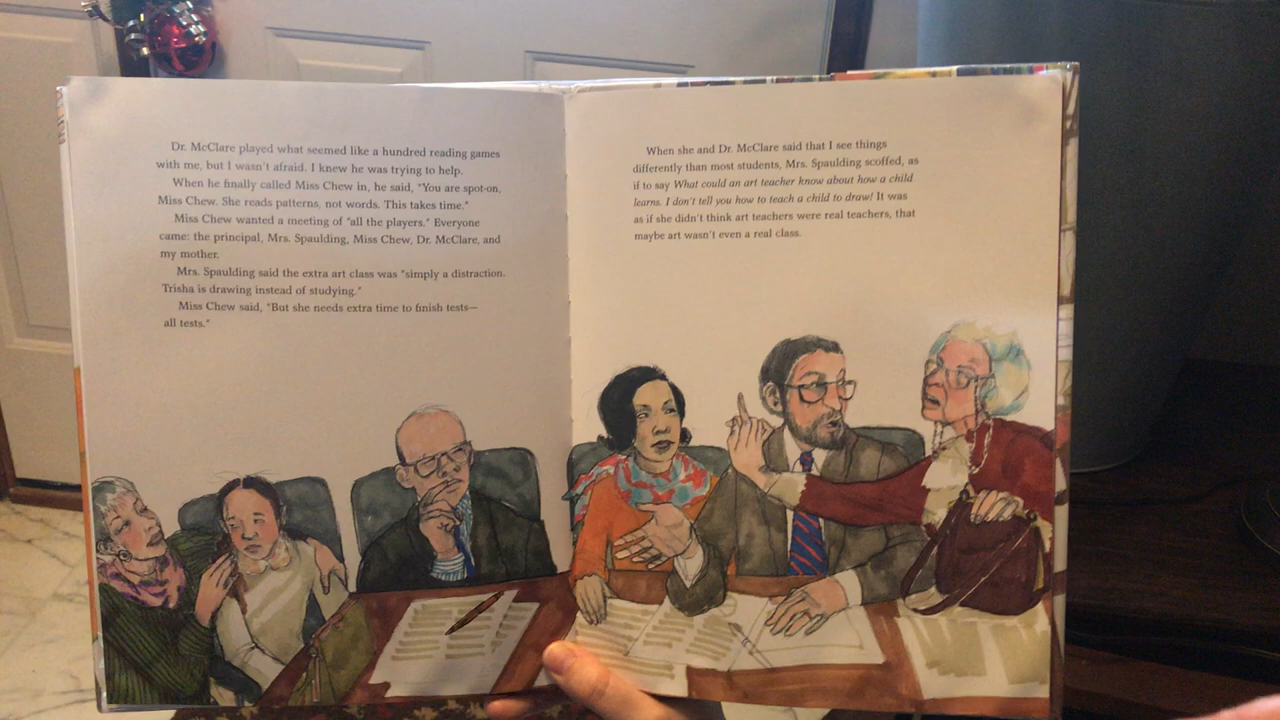 Dr. McClare played what seemed like a hundred reading games
with me, but I wasn't afraid. I knew he was trying to help.
When he finally called Miss Chew in, he said, "You are spot-on,
Miss Chew. She reads patterns, not words. This takes time."
Miss Chew wanted a meeting of "all the players." Everyone
came: the principal, Mrs. Spaulding, Miss Chew, Dr. McClare, and
my mother.
Mrs. Spaulding said the extra art class was "simply a distraction.
Trisha is drawing instead of studying."
Miss Chew said, "But she needs extra time to finish tests—
all tests."
When she and Dr. McClare said that I see things
differently than most students, Mrs. Spaulding scoffed, as
if to say What could an art teacher know about how a child
learns. I don't tell you how to teach a child to draw! It was
as if she didn't think art teachers were real teachers, that
maybe art wasn't even a real class.